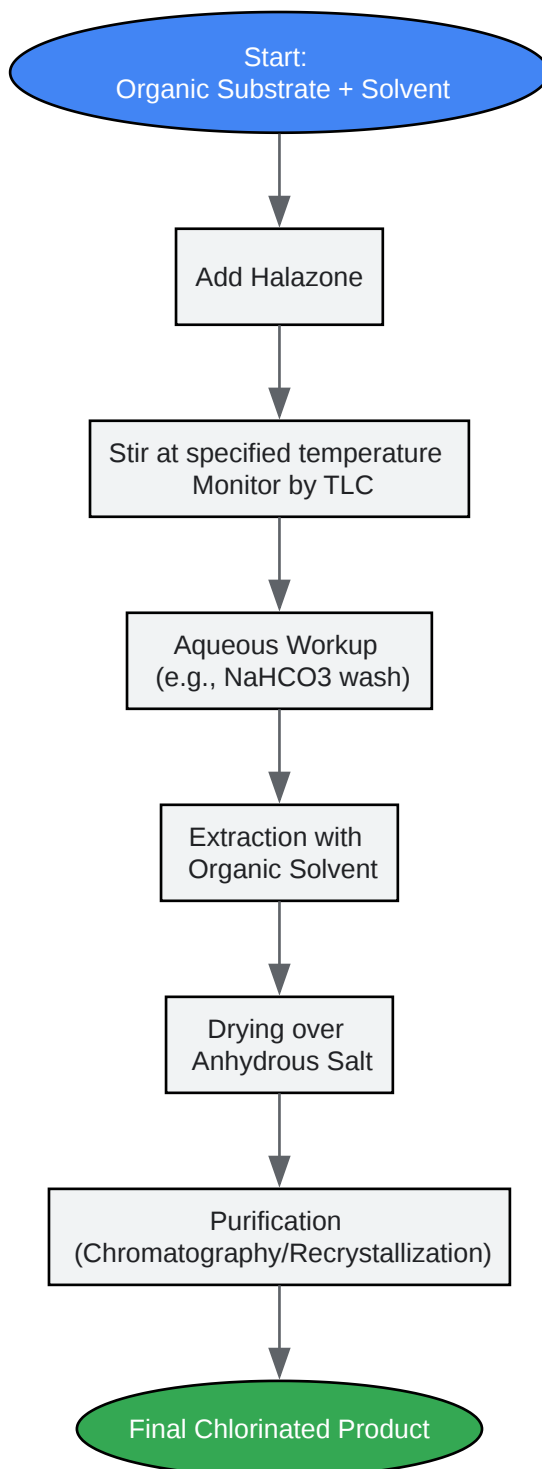 Start:
Organic Substrate + Solvent
Add Halazone
Stir at specified temperature
Monitor by TLC
Aqueous Workup
(e.g., NaHCO3 wash)
Extraction with
Organic Solvent
Drying over
Anhydrous Salt
Purification
(Chromatography/Recrystallization)
Final Chlorinated Product